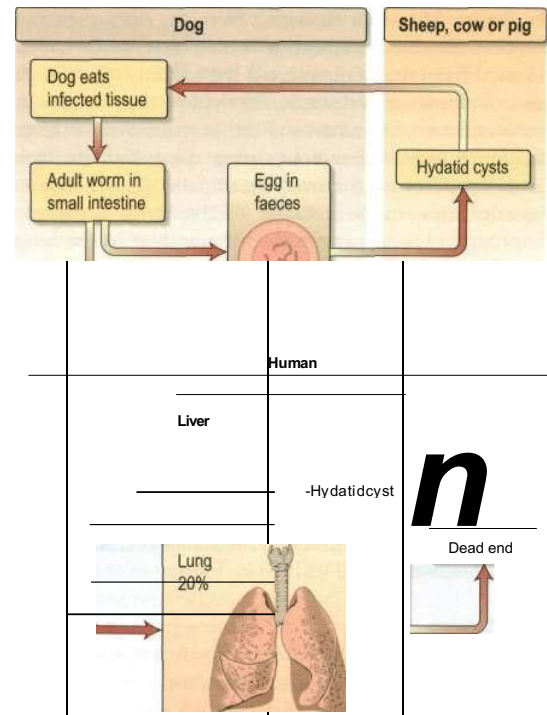 Dog
Sheep, cow or pig
Dog eats
infected tissue
Hydatid cysts
Adult worm in
small intestine
Egg in
faeces
Human
Liver
-Hydatidcyst
n
Dead end
Lung
20%